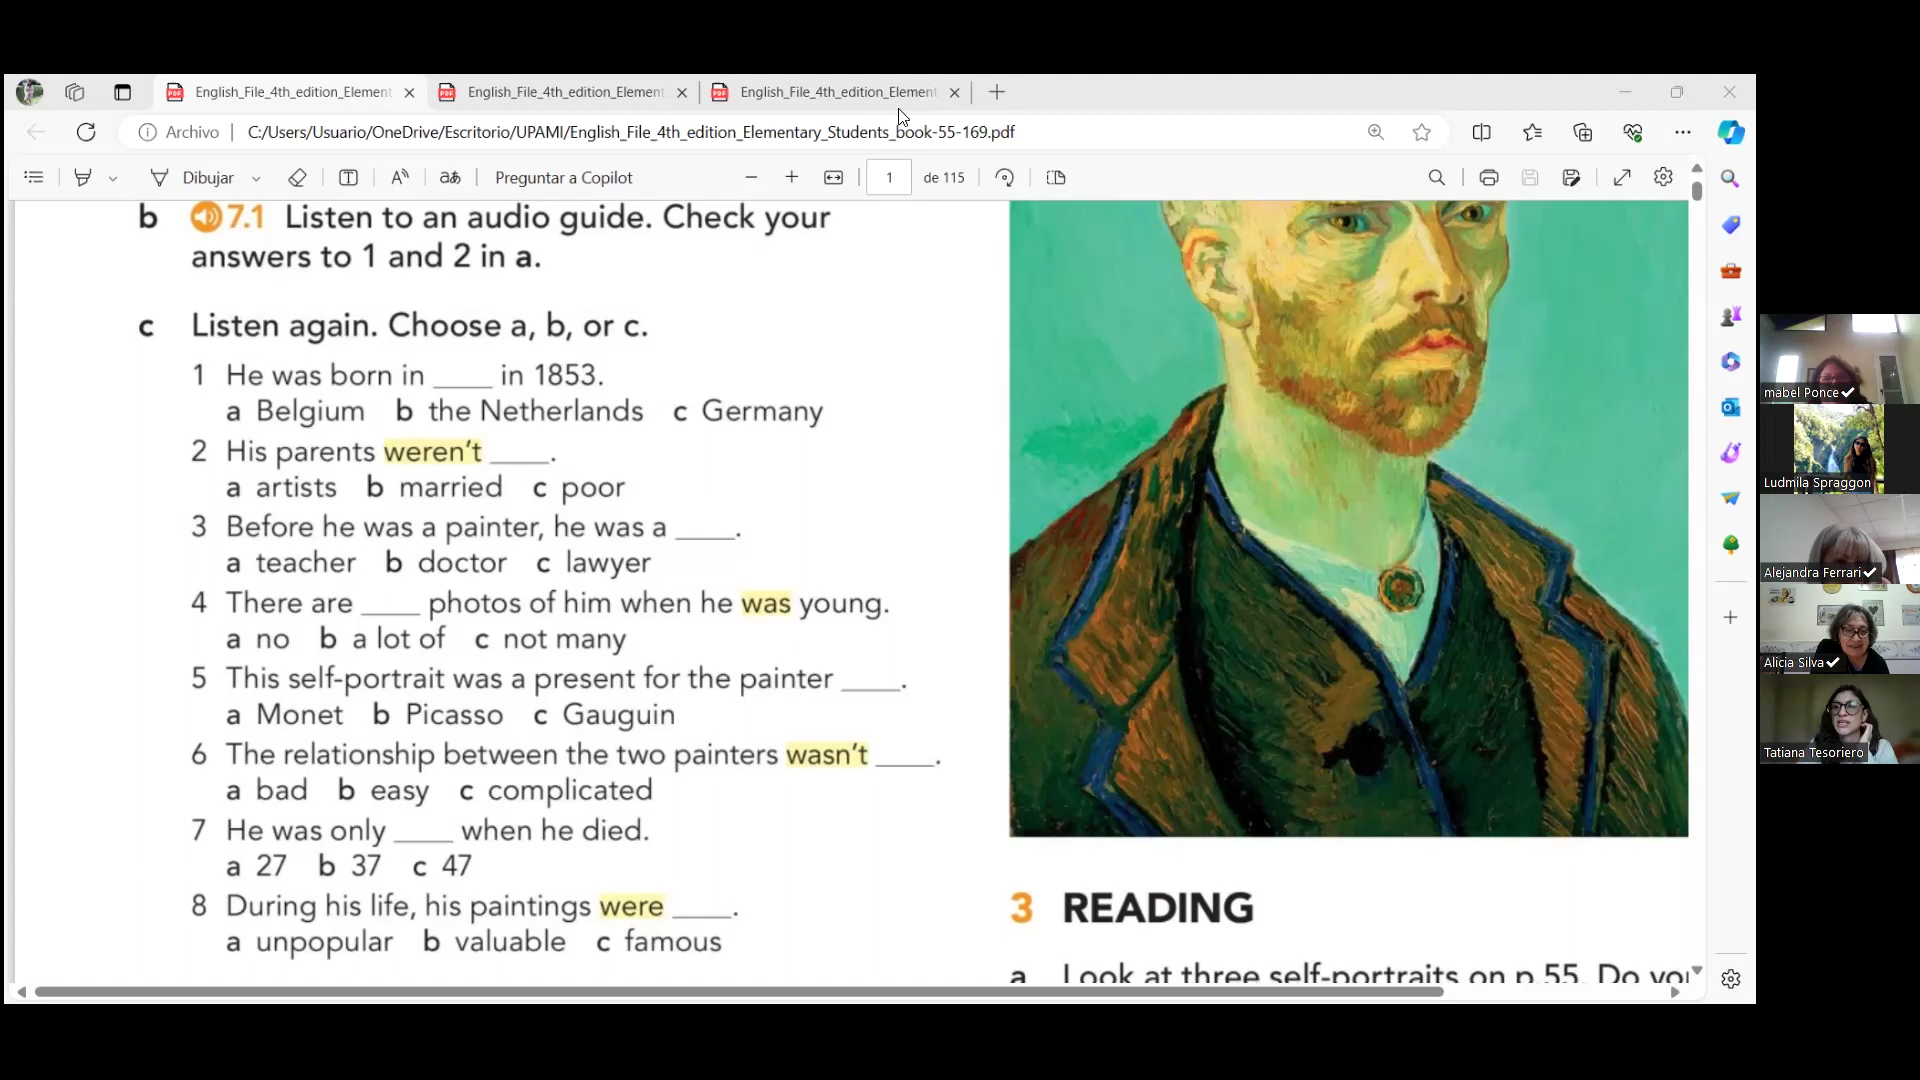 English_File_4th_edition_Element
English_File_4th_edition_Element
English_File_4th_edition_Element
Archivo
C:/Users/Usuario/OneDrive/Escritorio/UPAMI/English_File_4th_edition_Elementary_Students_book-55-169.pdf
Dibujar
aあ
Preguntar a Copilot
1
de 115
b 7.1 Listen to an audio guide. Check your
answers to 1 and 2 in a.
c Listen again. Choose a, b, or c.
1 He was born in ____ in 1853.
a Belgium b the Netherlands c Germany
2 His parents weren't ____.
a artists b married c poor
3 Before he was a painter, he was a ____.
a teacher b doctor c lawyer
4 There are ____ photos of him when he was young.
a no b a lot of c not many
5 This self-portrait was a present for the painter ____.
a Monet b Picasso c Gauguin
6 The relationship between the two painters wasn't ____.
a bad b easy c complicated
7 He was only ____ when he died.
a 27 b 37 c 47
8 During his life, his paintings were ____.
a unpopular b valuable c famous
3 READING
a Look at three self-portraits on p.55. Do you
mabel Ponce
Ludmila Spraggon
Alejandra Ferrari
Alicia Silva
Tatiana Tesoriero